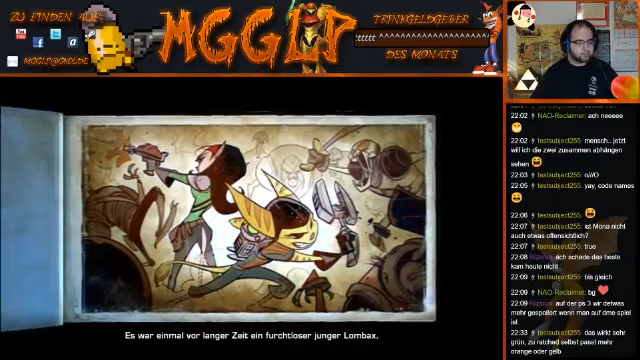 ZU FINDEN AUF:
MGGLP@GMX.DE
MGGLP
TRINKGELDGEBER
ttttt ^^^^^^^^^^^^^^^^^
DES MONATS
22:02 NAO-Reclaimer: ach neeeee
22:02 testsubject255: mensch.. jetzt
will ich die zwei zusammen abhängen
sehen
22:03 testsubject255: oWO
22:05 testsubject255: yay, code names
22:06 testsubject255:
22:07 testsubject255: ist Mona nicht
auch etwas offensichtlich?
22:07 testsubject255: true
22:08 ach schade das beste
kam heute nicht
22:09 testsubject255: bis gleich
22:09 NAO-Reclaimer: bg
22:09 auf der ps 3 wir detwas
mehr gespoilert wenn man auf dme spiel
ist
22:33 testsubject255: das wirkt sehr
grün, zu ratched selbst passt mehr
orange oder gelb
Es war einmal vor langer Zeit ein furchtloser junger Lombax,